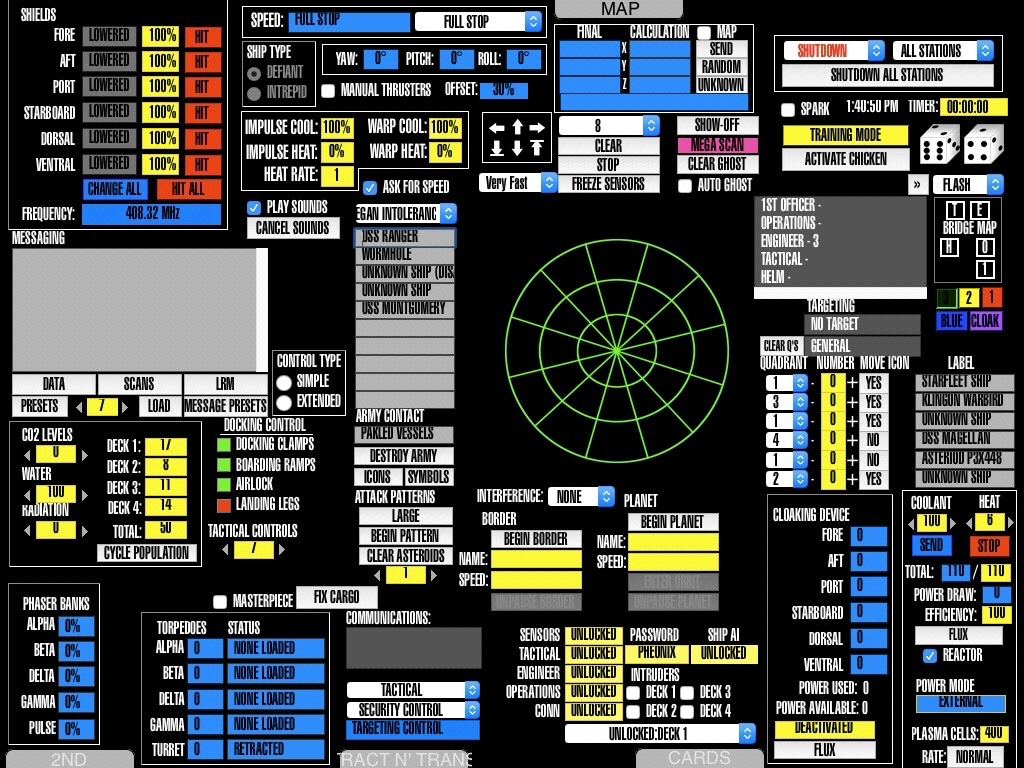 SHIELDS
FORE LOWERED 100% HIT
AFT LOWERED 100% HIT
PORT LOWERED 100% HIT
STARBOARD LOWERED 100% HIT
DORSAL LOWERED 100% HIT
VENTRAL LOWERED 100% HIT
CHANGE ALL HIT ALL
FREQUENCY: 408.32 MHz
SPEED: FULL STOP FULL STOP
SHIP TYPE
DEFIANT
INTREPID
YAW: 0° PITCH: 0° ROLL: 0°
MANUAL THRUSTERS OFFSET: 30%
IMPULSE COOL: 100% WARP COOL: 100%
IMPULSE HEAT: 0% WARP HEAT: 0%
HEAT RATE: 1
ASK FOR SPEED
PLAY SOUNDS
CANCEL SOUNDS
MAP
FINAL CALCULATION MAP
X SEND
Y RANDOM
Z UNKNOWN
8 SHOW-OFF
CLEAR MEGA SCAN
STOP CLEAR GHOST
Very Fast FREEZE SENSORS AUTO GHOST
SHUTDOWN ALL STATIONS
SHUTDOWN ALL STATIONS
SPARK 1:40:50 PM TIMER: 00:00:00
TRAINING MODE
ACTIVATE CHICKEN
» FLASH
1ST OFFICER -
OPERATIONS -
ENGINEER - 3
TACTICAL -
HELM -
T E
BRIDGE MAP
H 0
1
3 2 1
BLUE CLOAK
TARGETING
NO TARGET
CLEAR Q'S GENERAL
QUADRANT NUMBER MOVE ICON LABEL
1 - 0 + YES STARFLEET SHIP
3 - 0 + YES KLINGON WARBIRD
1 - 0 + YES UNKNOWN SHIP
4 - 0 + NO USS MAGELLAN
1 - 0 + NO ASTERIOD P3X448
2 - 0 + YES UNKNOWN SHIP
MESSAGING
DATA SCANS LRM
PRESETS 7 LOAD MESSAGE PRESETS
CONTROL TYPE
SIMPLE
EXTENDED
EGAN INTOLERANC
USS RANGER
WORMHOLE
UNKNOWN SHIP (DIS
UNKNOWN SHIP
USS MONTGOMERY
ARMY CONTACT
PAKLED VESSELS
DESTROY ARMY
ICONS SYMBOLS
ATTACK PATTERNS
LARGE
BEGIN PATTERN
CLEAR ASTEROIDS
1
CO2 LEVELS
0
WATER
100
RADIATION
0
DECK 1: 17
DECK 2: 8
DECK 3: 11
DECK 4: 14
TOTAL: 50
CYCLE POPULATION
DOCKING CONTROL
DOCKING CLAMPS
BOARDING RAMPS
AIRLOCK
LANDING LEGS
TACTICAL CONTROLS
7
INTERFERENCE: NONE
BORDER
BEGIN BORDER
NAME:
SPEED:
UNPAUSE BORDER
PLANET
BEGIN PLANET
NAME:
SPEED:
ENTER ORBIT
UNPAUSE PLANET
CLOAKING DEVICE
FORE 0
AFT 0
PORT 0
STARBOARD 0
DORSAL 0
VENTRAL 0
POWER USED: 0
POWER AVAILABLE: 0
DEACTIVATED
FLUX
COOLANT HEAT
100 6
SEND STOP
TOTAL: 110 / 110
POWER DRAW: 0
EFFICIENCY: 100
FLUX
REACTOR
POWER MODE
EXTERNAL
PLASMA CELLS: 400
RATE: NORMAL
PHASER BANKS
ALPHA 0%
BETA 0%
DELTA 0%
GAMMA 0%
PULSE 0%
MASTERPIECE FIX CARGO
TORPEDOES STATUS
ALPHA 0 NONE LOADED
BETA 0 NONE LOADED
DELTA 0 NONE LOADED
GAMMA 0 NONE LOADED
TURRET 0 RETRACTED
COMMUNICATIONS:
TACTICAL
SECURITY CONTROL
TARGETING CONTROL
SENSORS UNLOCKED PASSWORD SHIP AI
TACTICAL UNLOCKED PHEONIX UNLOCKED
ENGINEER UNLOCKED INTRUDERS
OPERATIONS UNLOCKED DECK 1 DECK 3
CONN UNLOCKED DECK 2 DECK 4
UNLOCKED:DECK 1
2ND
TRACT N' TRANS
CARDS